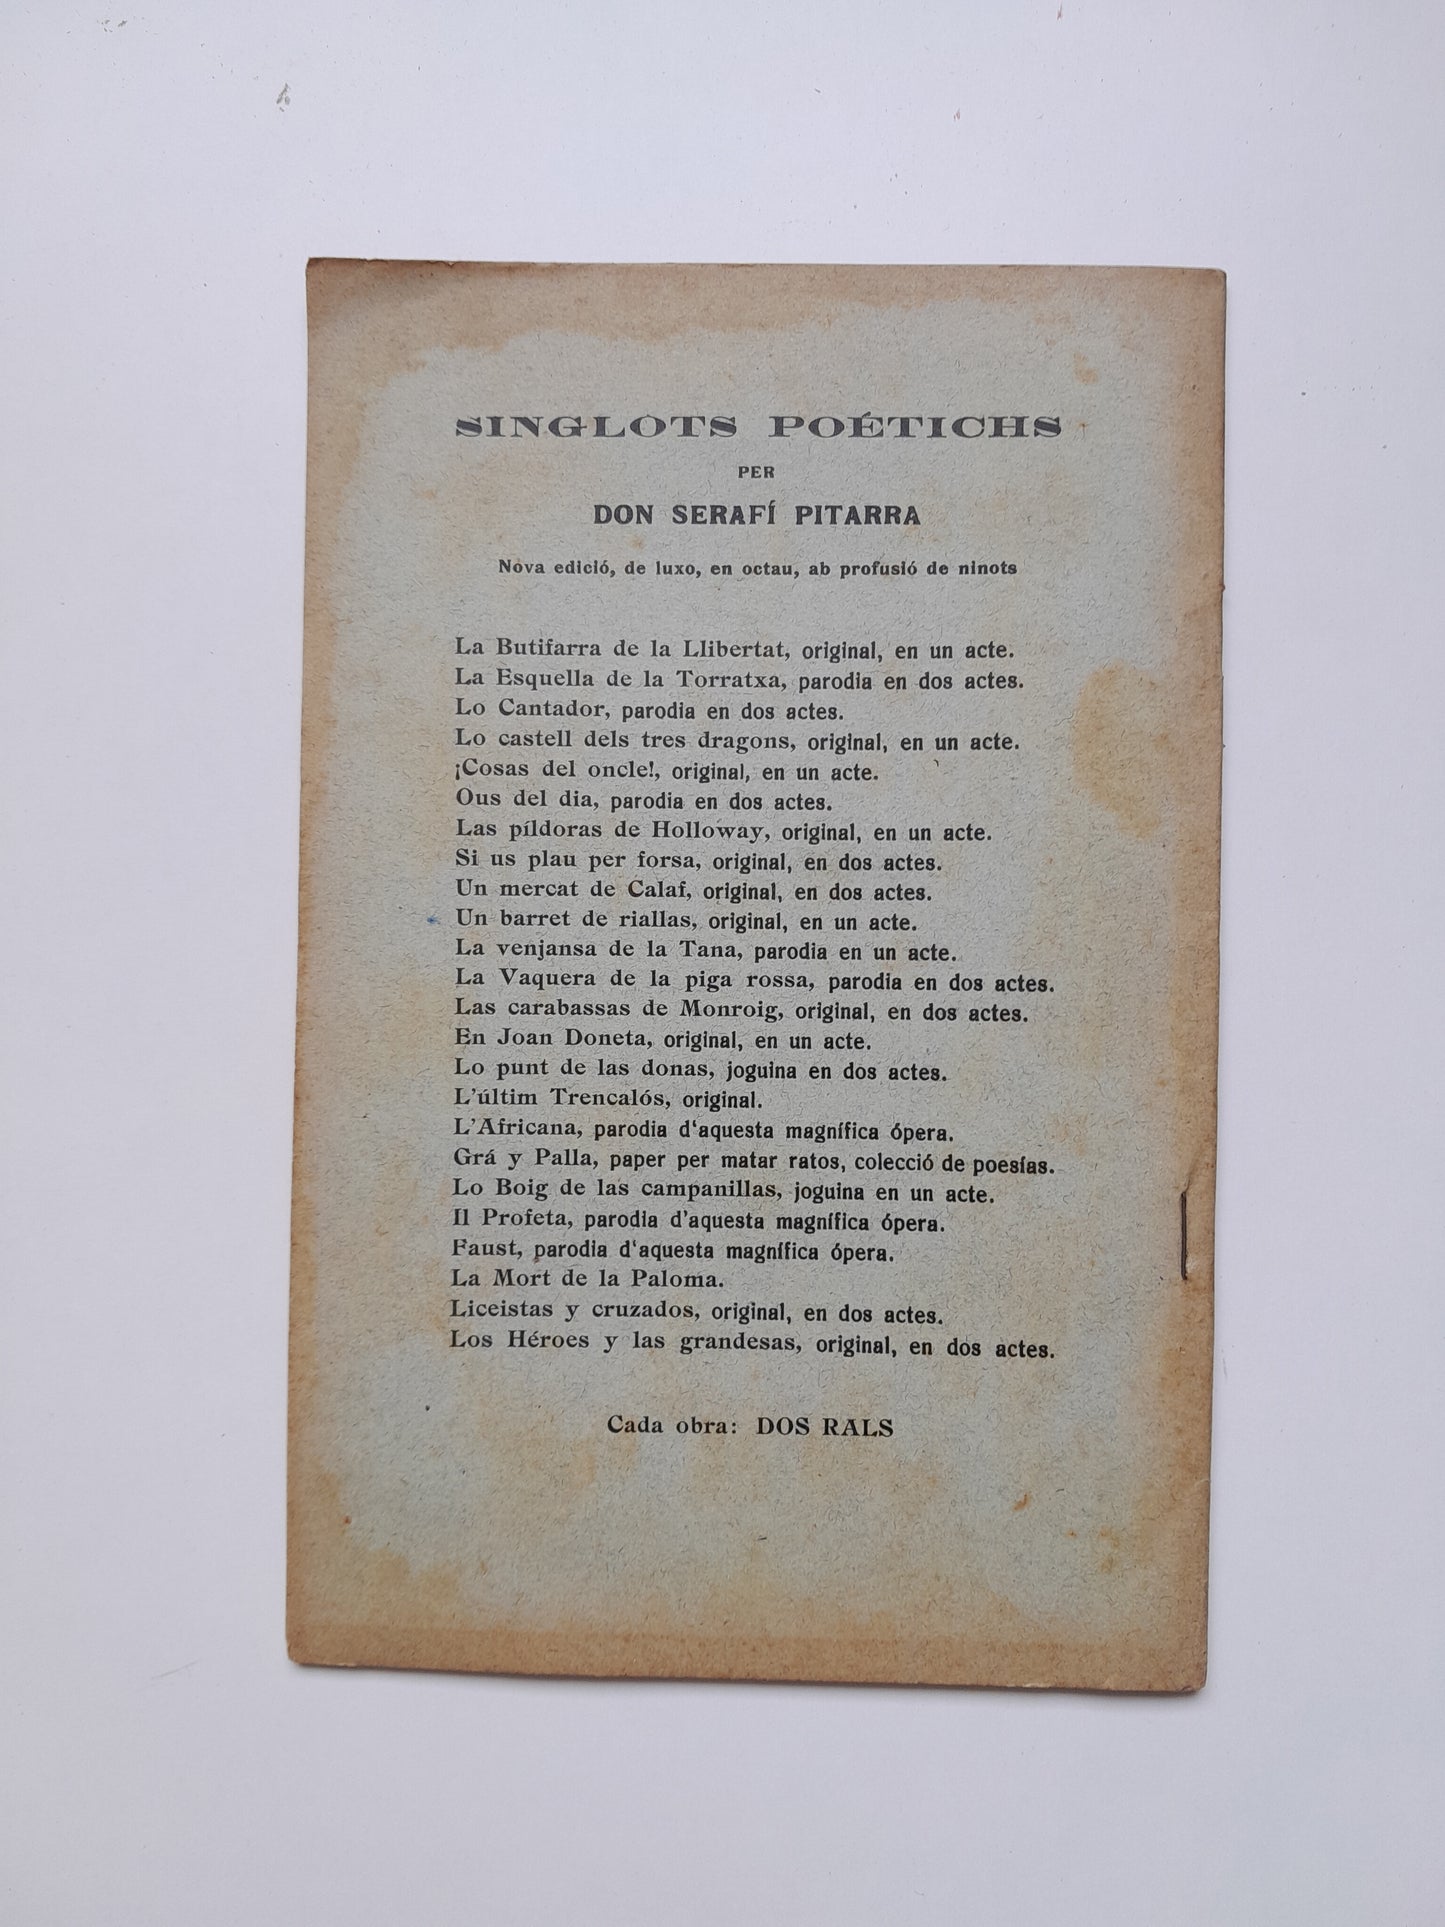 SINGLOTS POÉTICHS
PER
DON SERAFÍ PITARRA
Nova edició, de luxo, en octau, ab profusió de ninots
La Butifarra de la Llibertat, original, en un acte.
La Esquella de la Torratxa, parodia en dos actes.
Lo Cantador, parodia en dos actes.
Lo castell dels tres dragons, original, en un acte.
¡Cosas del oncle!, original, en un acte.
Ous del dia, parodia en dos actes.
Las píldoras de Holloway, original, en un acte.
Si us plau per forsa, original, en dos actes.
Un mercat de Calaf, original, en dos actes.
Un barret de riallas, original, en un acte.
La venjansa de la Tana, parodia en un acte.
La Vaquera de la piga rossa, parodia en dos actes.
Las carabassas de Monroig, original, en dos actes.
En Joan Doneta, original, en un acte.
Lo punt de las donas, joguina en dos actes.
L'últim Trencalós, original.
L'Africana, parodia d‘aquesta magnífica ópera.
Grá y Palla, paper per matar ratos, colecció de poesías.
Lo Boig de las campanillas, joguina en un acte.
Il Profeta, parodia d'aquesta magnífica ópera.
Faust, parodia d‘aquesta magnífica ópera.
La Mort de la Paloma.
Liceistas y cruzados, original, en dos actes.
Los Héroes y las grandesas, original, en dos actes.
Cada obra: DOS RALS